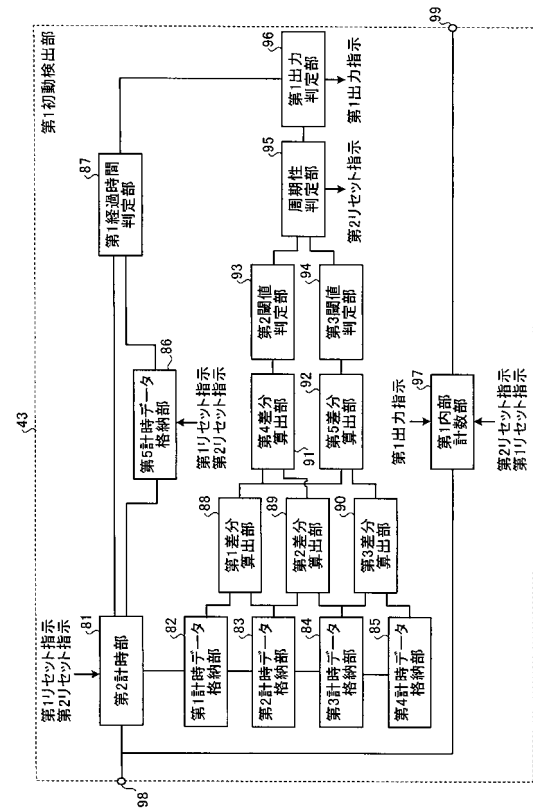 43
第1初動検出部
98
第1リセット指示
第2リセット指示
81
第2計時部
82
第1計時データ
格納部
83
第2計時データ
格納部
84
第3計時データ
格納部
85
第4計時データ
格納部
86
第5計時データ
格納部
第1リセット指示
第2リセット指示
87
第1経過時間
判定部
88
第1差分
算出部
89
第2差分
算出部
90
第3差分
算出部
91
第4差分
算出部
92
第5差分
算出部
93
第2閾値
判定部
94
第3閾値
判定部
95
周期性
判定部
第2リセット指示
96
第1出力
判定部
第1出力指示
第1出力指示
97
第1内部
計数部
第2リセット指示
第1リセット指示
99